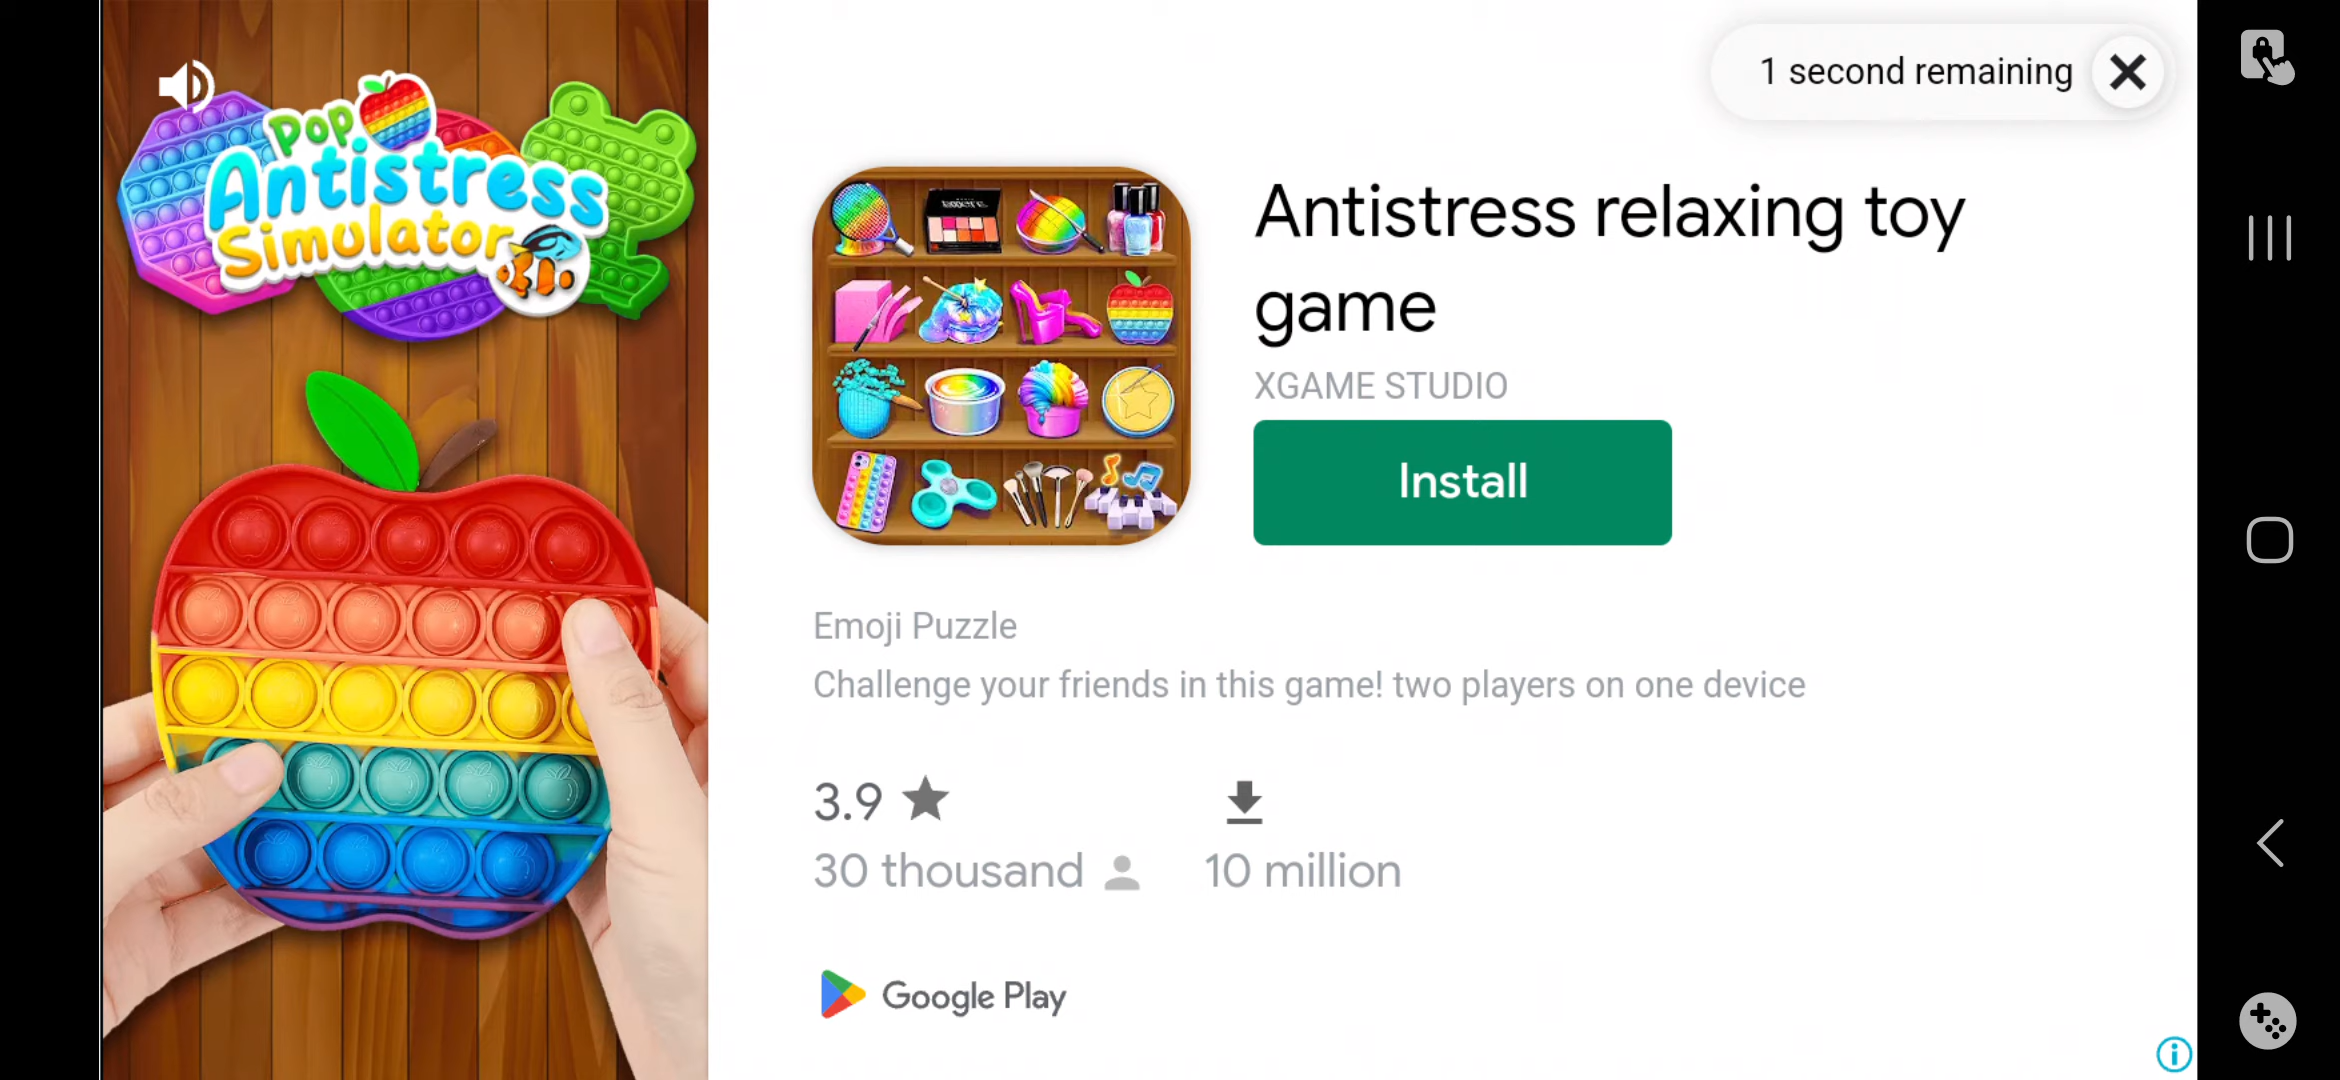 Pop
Antistress
Simulator
1 second remaining
Antistress relaxing toy
game
XGAME STUDIO
Install
Emoji Puzzle
Challenge your friends in this game! two players on one device
3.9
30 thousand
10 million
Google Play